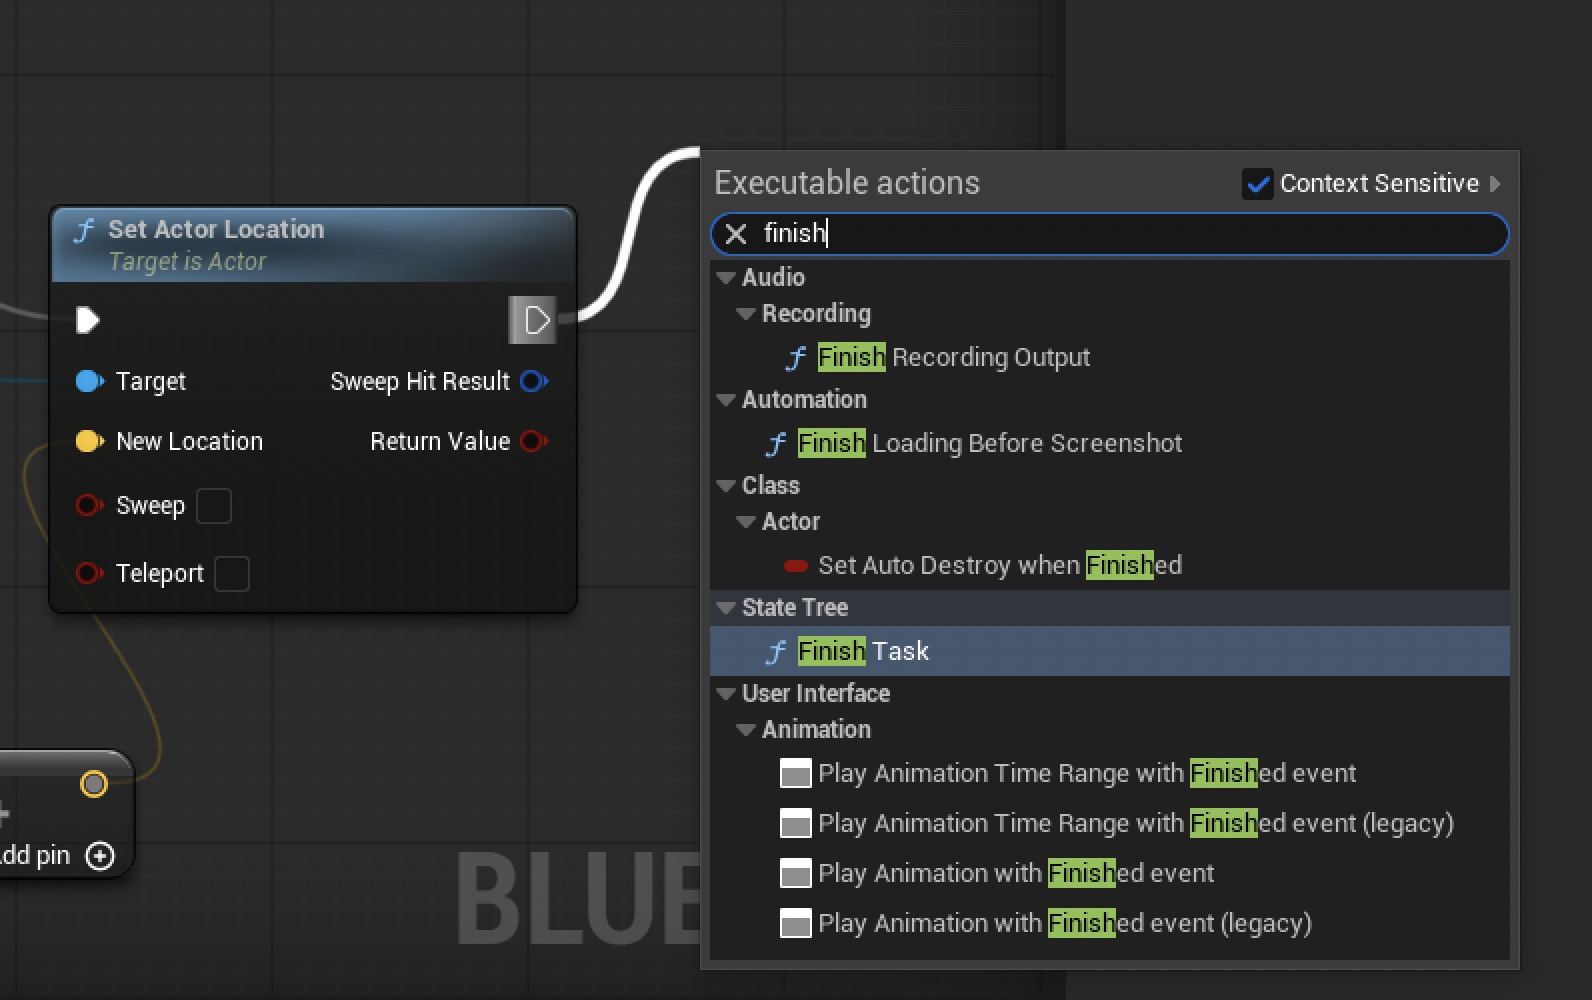 Set Actor Location
Target is Actor
Target
Sweep Hit Result
New Location
Return Value
Sweep
Teleport
dd pin
BLUE
Executable actions
Context Sensitive
finish
Audio
Recording
Finish Recording Output
Automation
Finish Loading Before Screenshot
Class
Actor
Set Auto Destroy when Finished
State Tree
Finish Task
User Interface
Animation
Play Animation Time Range with Finished event
Play Animation Time Range with Finished event (legacy)
Play Animation with Finished event
Play Animation with Finished event (legacy)